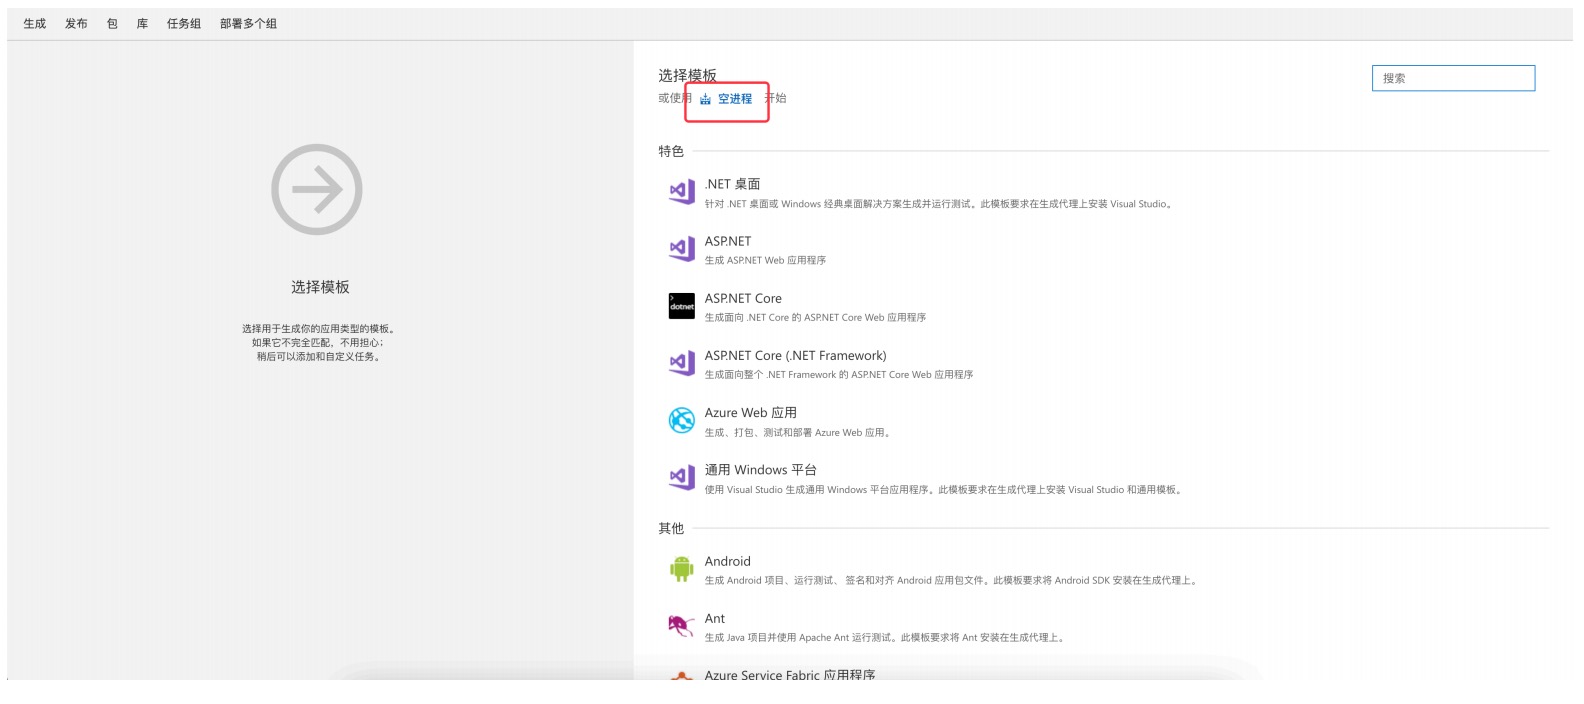 生成 发布 包 库 任务组 部署多个组
选择模板
选择用于生成你的应用类型的模板。
如果它不完全匹配，不用担心；
稍后可以添加和自定义任务。
选择模板
搜索
或使用 空进程 开始
特色
.NET 桌面
针对 .NET 桌面或 Windows 经典桌面解决方案生成并运行测试。此模板要求在生成代理上安装 Visual Studio。
ASP.NET
生成 ASP.NET Web 应用程序
dotnet
ASP.NET Core
生成面向 .NET Core 的 ASP.NET Core Web 应用程序
ASP.NET Core (.NET Framework)
生成面向整个 .NET Framework 的 ASP.NET Core Web 应用程序
Azure Web 应用
生成、打包、测试和部署 Azure Web 应用。
通用 Windows 平台
使用 Visual Studio 生成通用 Windows 平台应用程序。此模板要求在生成代理上安装 Visual Studio 和通用模板。
其他
Android
生成 Android 项目、运行测试、 签名和对齐 Android 应用包文件。此模板要求将 Android SDK 安装在生成代理上。
Ant
生成 Java 项目并使用 Apache Ant 运行测试。此模板要求将 Ant 安装在生成代理上。
Azure Service Fabric 应用程序